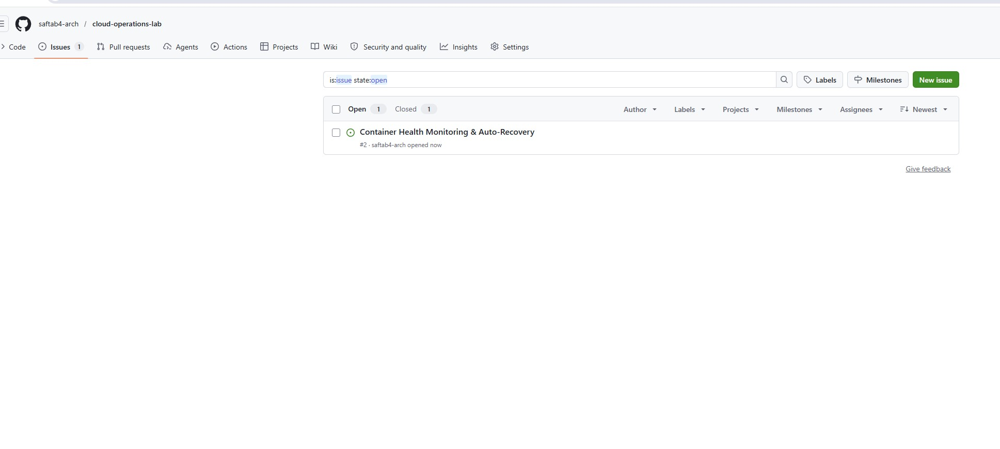 saftab4-arch / cloud-operations-lab
Code Issues 1 Pull requests Agents Actions Projects Wiki Security and quality Insights Settings
is:issue state:open Labels Milestones New issue
Open 1 Closed 1 Author Labels Projects Milestones Assignees Newest
Container Health Monitoring & Auto-Recovery
#2 · saftab4-arch opened now
Give feedback